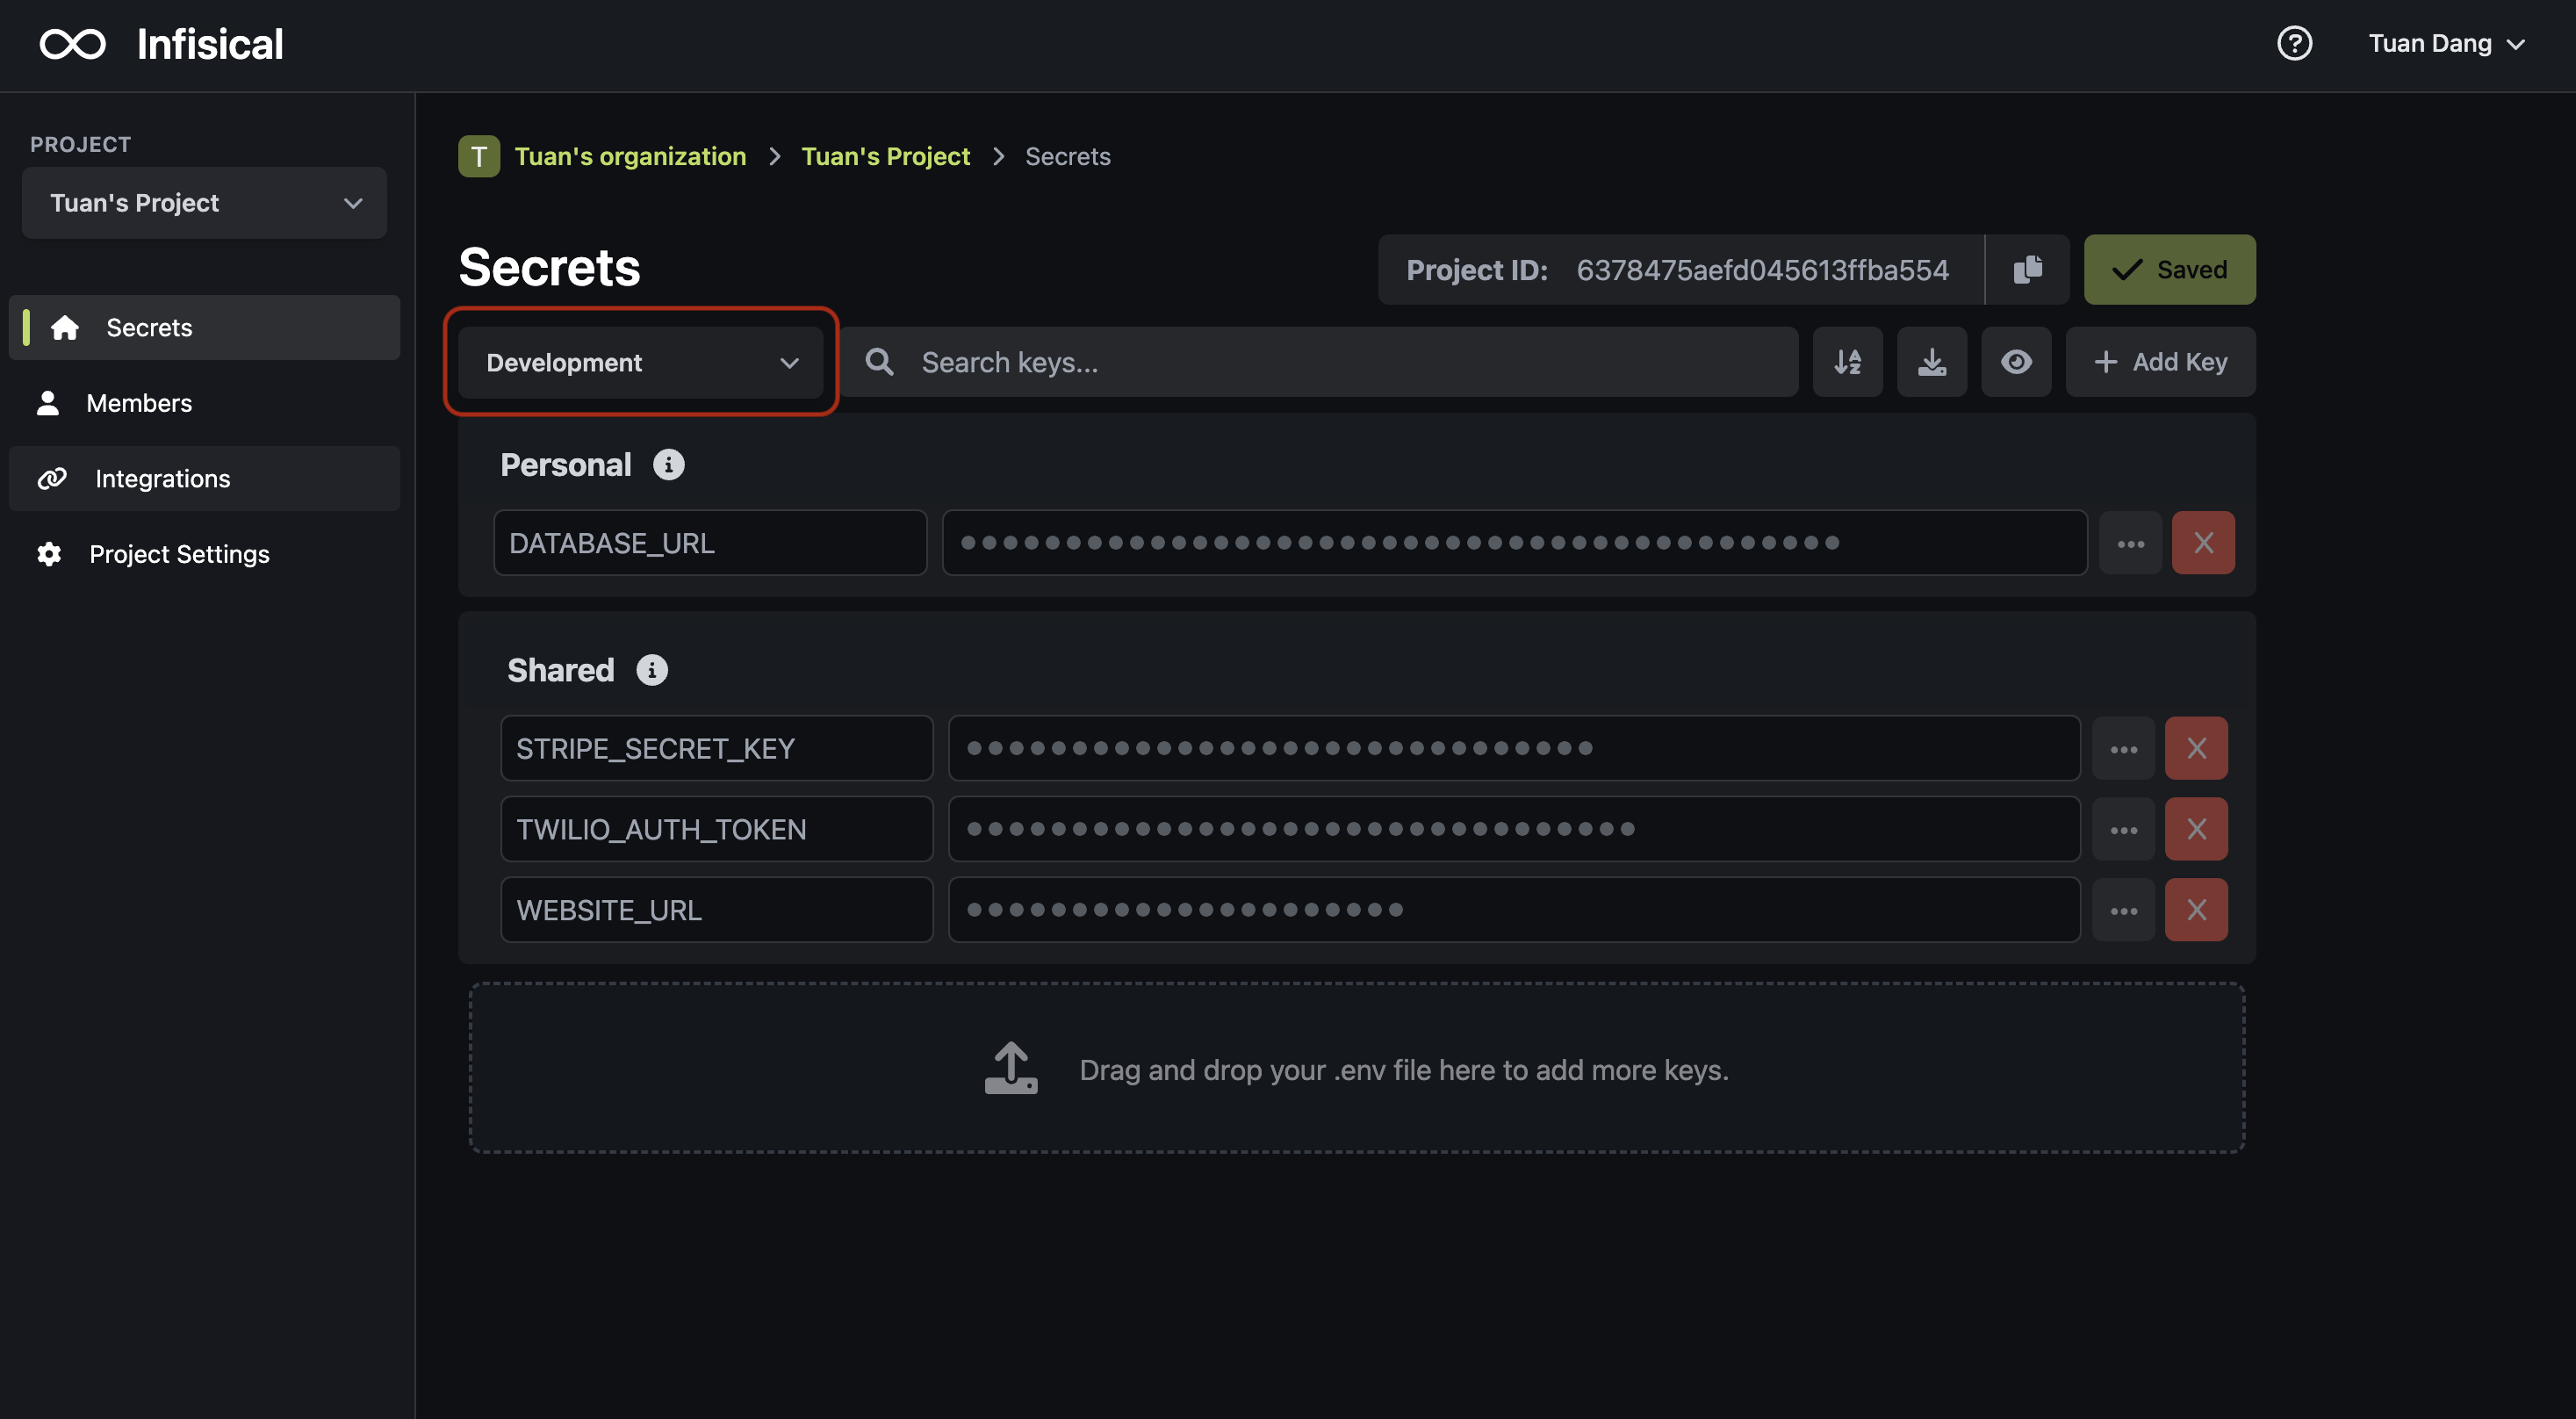 Infisical
Tuan Dang
PROJECT
Tuan's Project
Secrets
Members
Integrations
Project Settings
T Tuan's organization > Tuan's Project > Secrets
Secrets
Project ID: 6378475aefd045613ffba554
Saved
Development
Search keys...
Add Key
Personal
DATABASE_URL
Shared
STRIPE_SECRET_KEY
TWILIO_AUTH_TOKEN
WEBSITE_URL
Drag and drop your .env file here to add more keys.